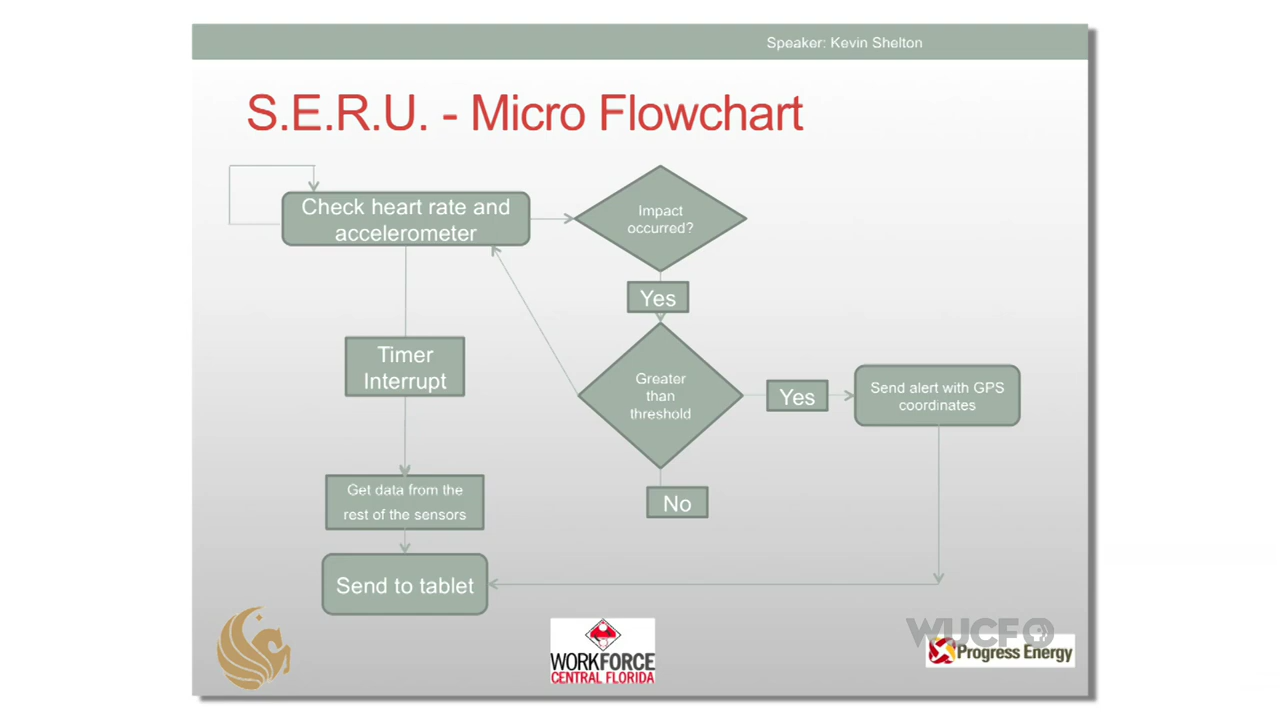 Speaker: Kevin Shelton
S.E.R.U. - Micro Flowchart
Check heart rate and
accelerometer
Impact
occurred?
Yes
Timer
Interrupt
Greater
than
threshold
Yes
Send alert with GPS
coordinates
Get data from the
rest of the sensors
No
Send to tablet
WORKFORCE
CENTRAL FLORIDA
WUCF
Progress Energy